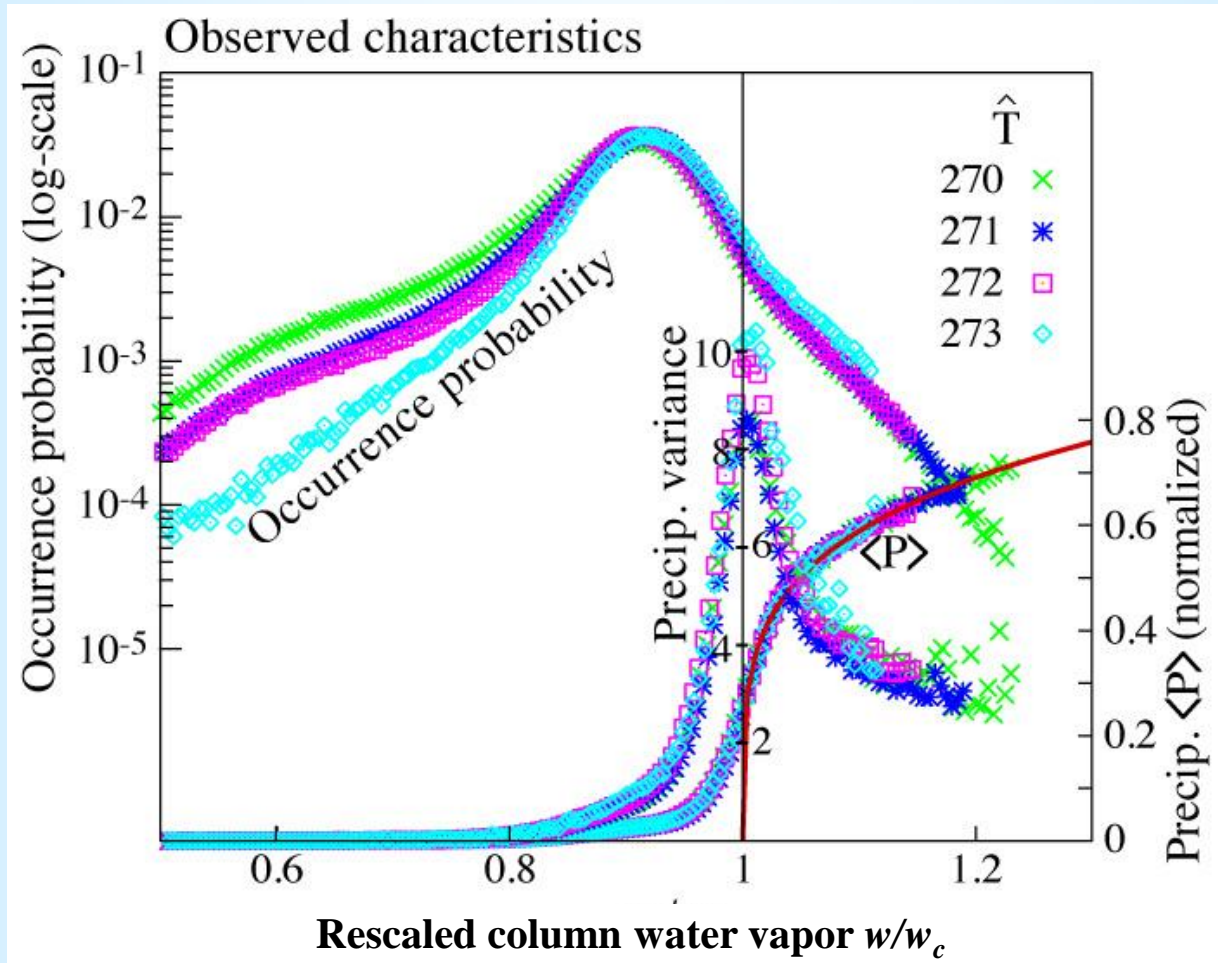 Observed characteristics
Occurrence probability (log-scale)
10-1
10-2
10-3
10-4
10-5
T̂
270
271
272
273
Occurrence probability
Precip. variance
10
8
6
4
2
<P>
0.8
0.6
0.4
0.2
0
Precip. <P> (normalized)
0.6
0.8
1
1.2
Rescaled column water vapor w/wc